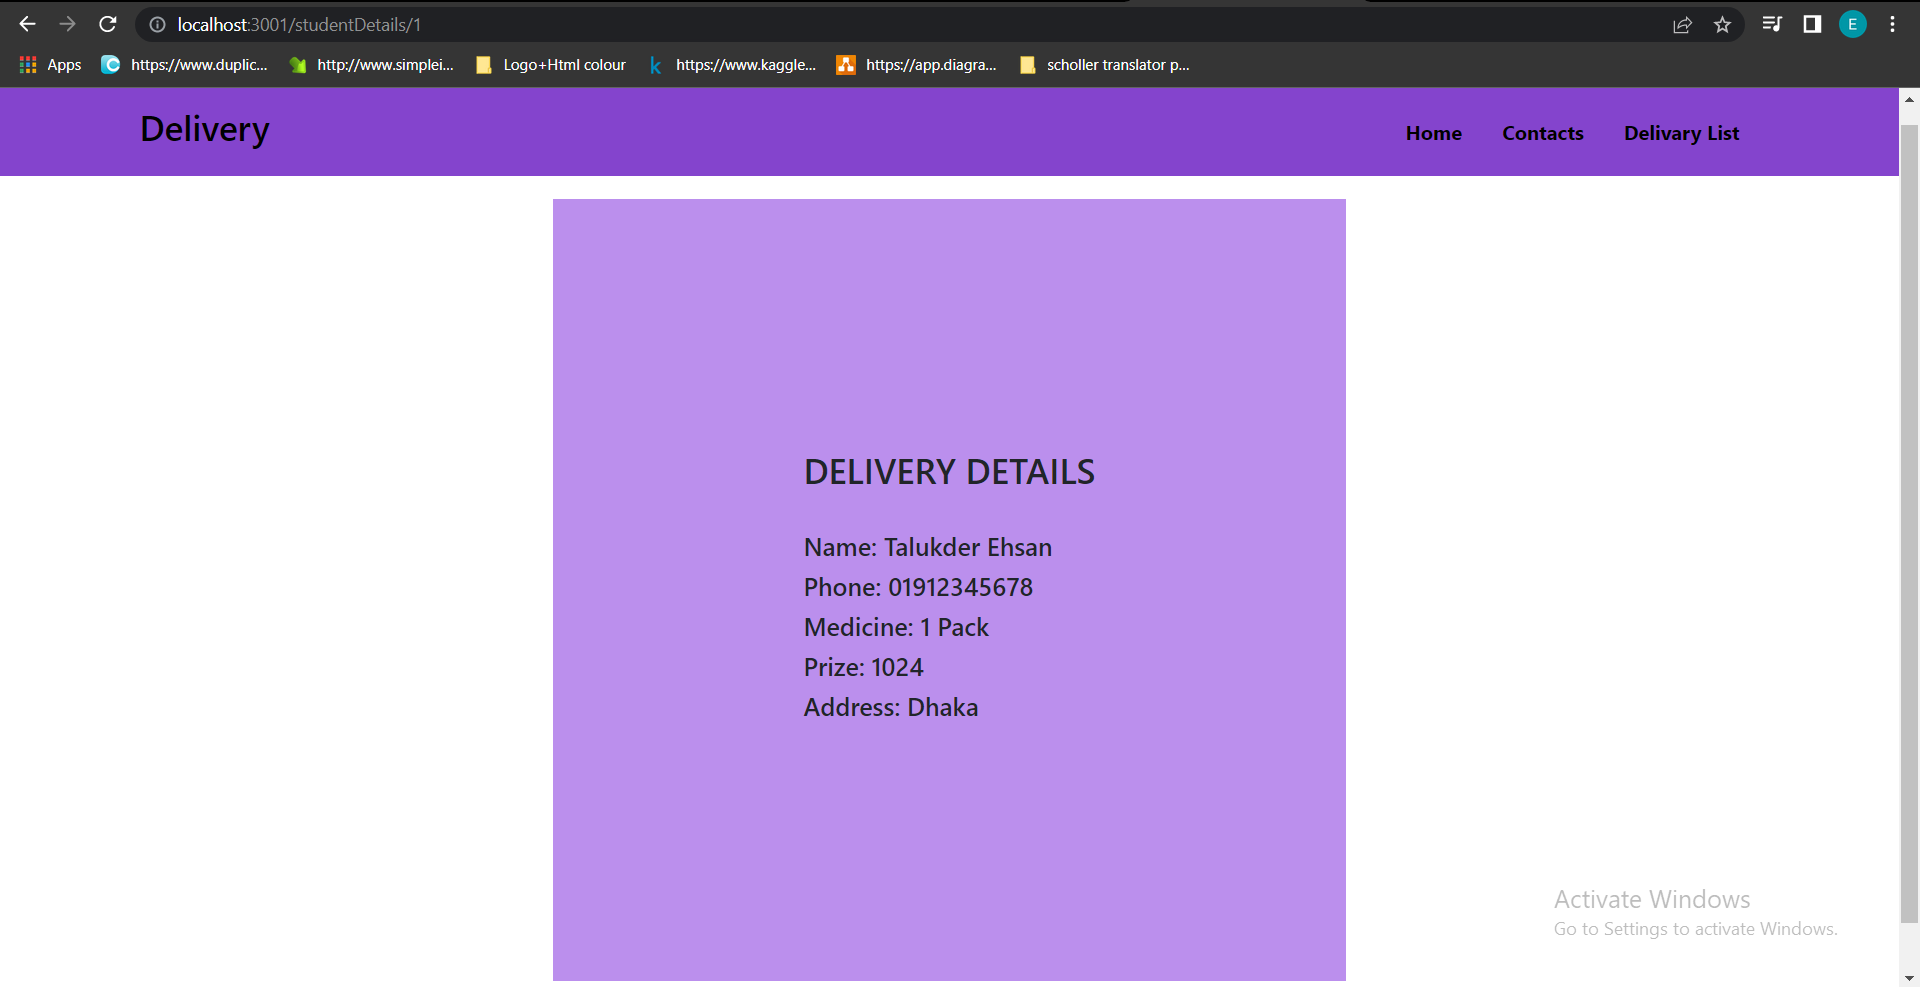 localhost:3001/studentDetails/1
E
Apps
https://www.duplic...
http://www.simplei...
Logo+Html colour
k
https://www.kaggle...
https://app.diagra...
scholler translator p...
Delivery
Home
Contacts
Delivary List
DELIVERY DETAILS
Name: Talukder Ehsan
Phone: 01912345678
Medicine: 1 Pack
Prize: 1024
Address: Dhaka
Activate Windows
Go to Settings to activate Windows.